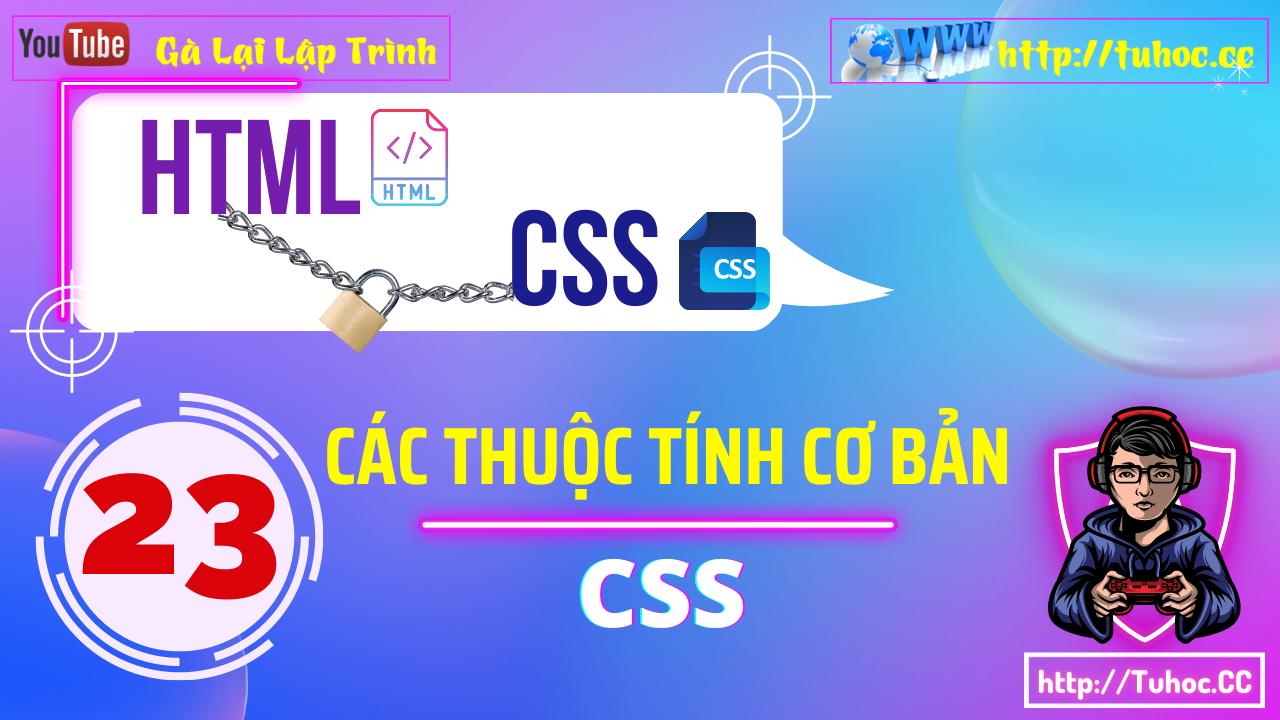 YouTube
Gà Lại Lập Trình
WWW
http://tuhoc.cc
HTML
</>
HTML
CSS
CSS
23
CÁC THUỘC TÍNH CƠ BẢN
CSS
http://Tuhoc.CC